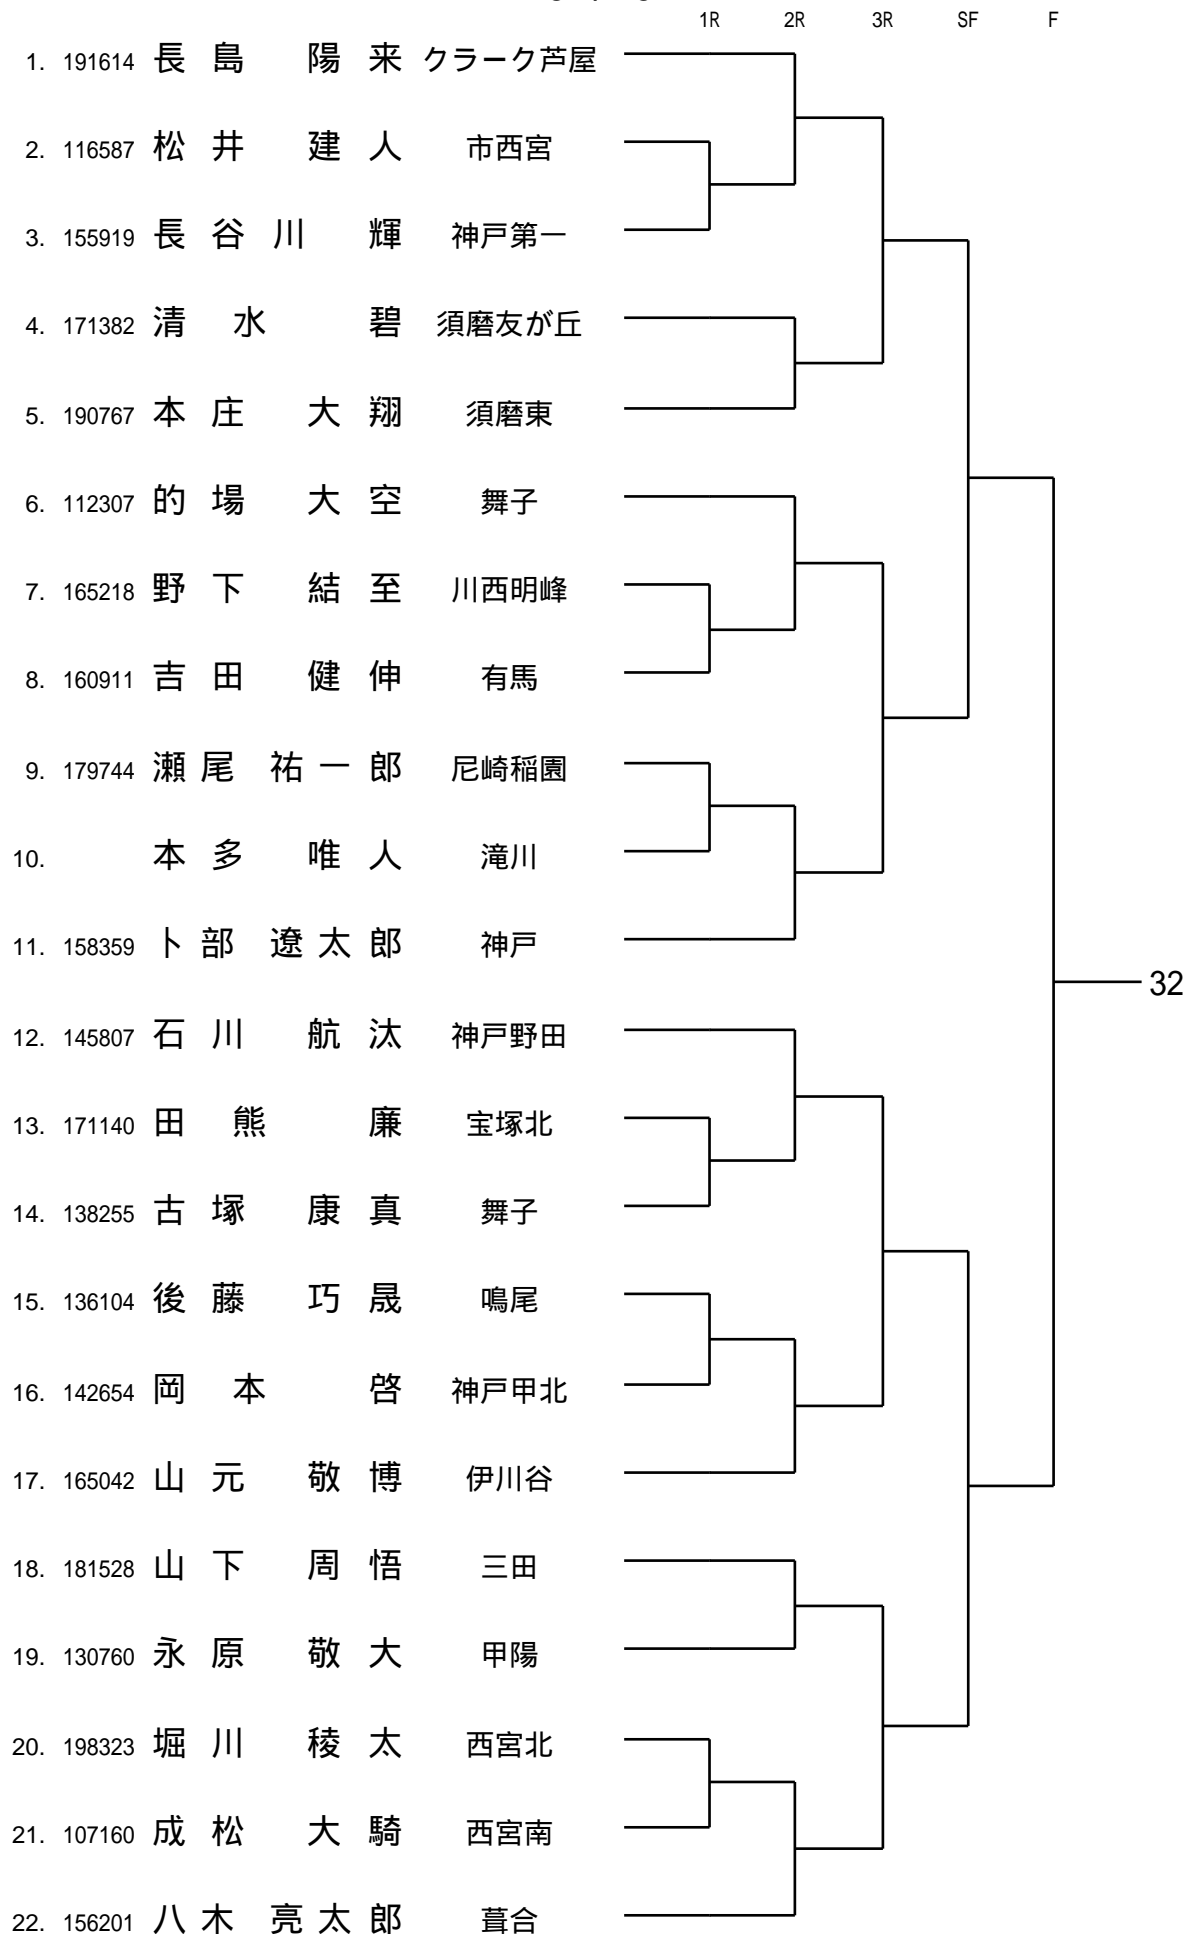 1R 2R 3R SF F
1. 191614 長島 陽来 クラーク芦屋
2. 116587 松井 建人 市西宮
3. 155919 長谷川 輝 神戸第一
4. 171382 清水 碧 須磨友が丘
5. 190767 本庄 大翔 須磨東
6. 112307 的場 大空 舞子
7. 165218 野下 結至 川西明峰
8. 160911 吉田 健伸 有馬
9. 179744 瀬尾 祐一郎 尼崎稲園
10. 本多 唯人 滝川
11. 158359 卜部 遼太郎 神戸
32
12. 145807 石川 航汰 神戸野田
13. 171140 田熊 廉 宝塚北
14. 138255 古塚 康真 舞子
15. 136104 後藤 巧晟 鳴尾
16. 142654 岡本 啓 神戸甲北
17. 165042 山元 敬博 伊川谷
18. 181528 山下 周悟 三田
19. 130760 永原 敬大 甲陽
20. 198323 堀川 稜太 西宮北
21. 107160 成松 大騎 西宮南
22. 156201 八木 亮太郎 葺合